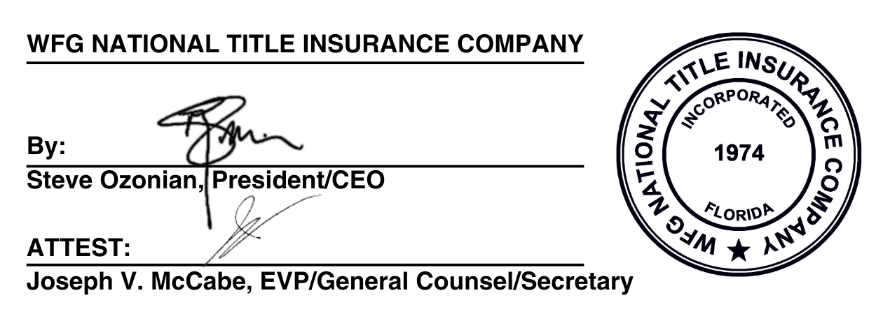 WFG NATIONAL TITLE INSURANCE COMPANY
By:
Steve Ozonian, President/CEO
ATTEST:
Joseph V. McCabe, EVP/General Counsel/Secretary
WFG NATIONAL TITLE INSURANCE COMPANY
INCORPORATED
1974
FLORIDA